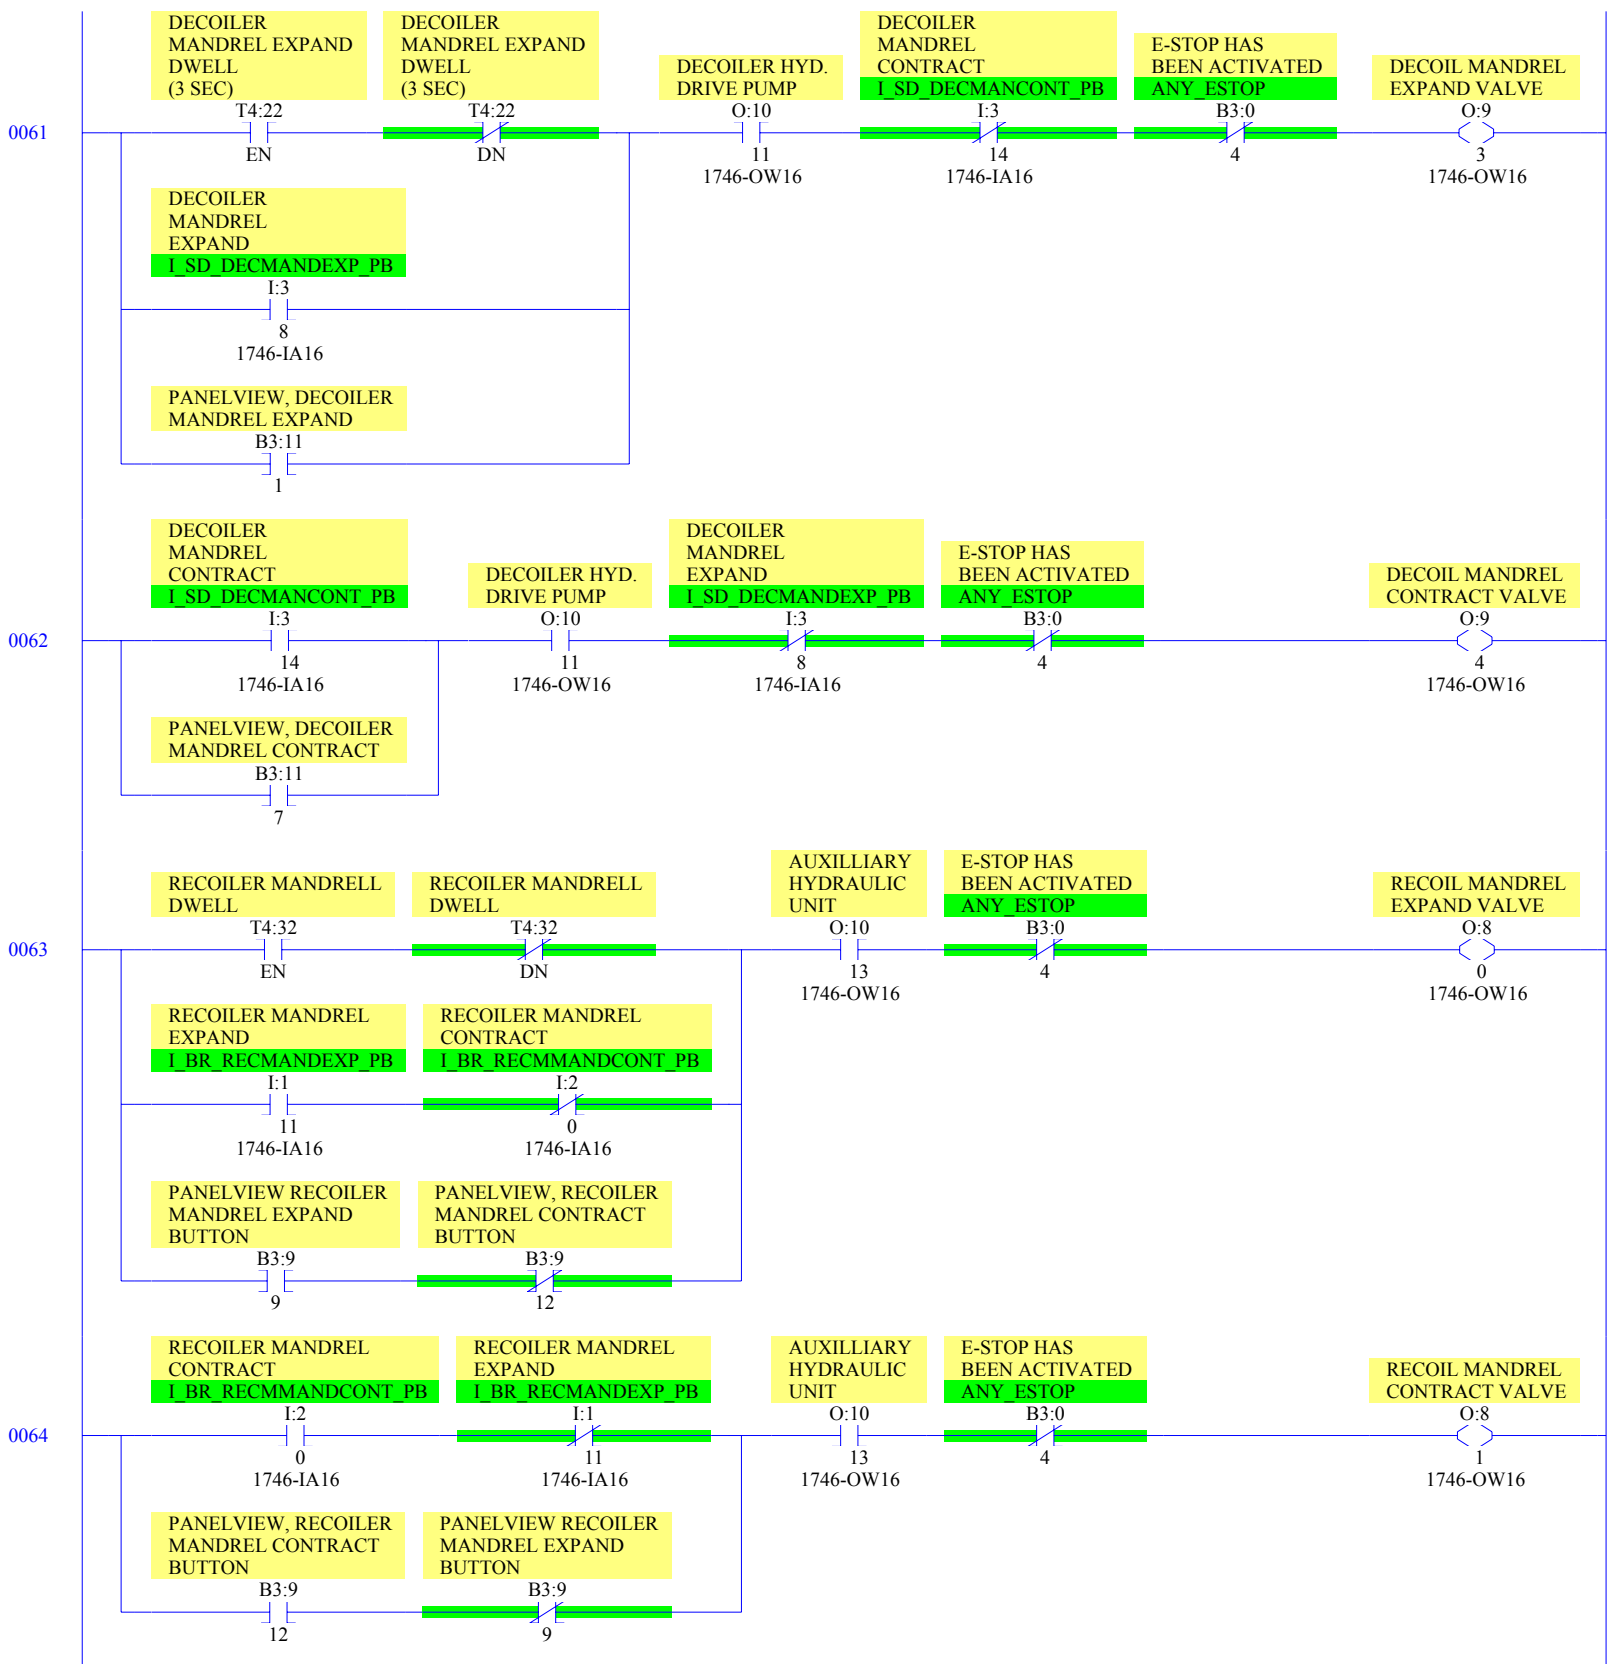 DECOILER
MANDREL EXPAND
DWELL
(3 SEC)
T4:22
EN
DECOILER
MANDREL EXPAND
DWELL
(3 SEC)
T4:22
DN
DECOILER HYD.
DRIVE PUMP
O:10
11
1746-OW16
DECOILER
MANDREL
CONTRACT
I_SD_DECMANCONT_PB
I:3
14
1746-IA16
E-STOP HAS
BEEN ACTIVATED
ANY_ESTOP
B3:0
4
DECOIL MANDREL
EXPAND VALVE
O:9
3
1746-OW16
0061
DECOILER
MANDREL
EXPAND
I_SD_DECMANDEXP_PB
I:3
8
1746-IA16
PANELVIEW, DECOILER
MANDREL EXPAND
B3:11
1
DECOILER
MANDREL
CONTRACT
I_SD_DECMANCONT_PB
I:3
14
1746-IA16
DECOILER HYD.
DRIVE PUMP
O:10
11
1746-OW16
DECOILER
MANDREL
EXPAND
I_SD_DECMANDEXP_PB
I:3
8
1746-IA16
E-STOP HAS
BEEN ACTIVATED
ANY_ESTOP
B3:0
4
DECOIL MANDREL
CONTRACT VALVE
O:9
4
1746-OW16
0062
PANELVIEW, DECOILER
MANDREL CONTRACT
B3:11
7
RECOILER MANDRELL
DWELL
T4:32
EN
RECOILER MANDRELL
DWELL
T4:32
DN
AUXILLIARY
HYDRAULIC
UNIT
O:10
13
1746-OW16
E-STOP HAS
BEEN ACTIVATED
ANY_ESTOP
B3:0
4
RECOIL MANDREL
EXPAND VALVE
O:8
0
1746-OW16
0063
RECOILER MANDREL
EXPAND
I_BR_RECMANDEXP_PB
I:1
11
1746-IA16
RECOILER MANDREL
CONTRACT
I_BR_RECMMANDCONT_PB
I:2
0
1746-IA16
PANELVIEW RECOILER
MANDREL EXPAND
BUTTON
B3:9
9
PANELVIEW, RECOILER
MANDREL CONTRACT
BUTTON
B3:9
12
RECOILER MANDREL
CONTRACT
I_BR_RECMMANDCONT_PB
I:2
0
1746-IA16
RECOILER MANDREL
EXPAND
I_BR_RECMANDEXP_PB
I:1
11
1746-IA16
AUXILLIARY
HYDRAULIC
UNIT
O:10
13
1746-OW16
E-STOP HAS
BEEN ACTIVATED
ANY_ESTOP
B3:0
4
RECOIL MANDREL
CONTRACT VALVE
O:8
1
1746-OW16
0064
PANELVIEW, RECOILER
MANDREL CONTRACT
BUTTON
B3:9
12
PANELVIEW RECOILER
MANDREL EXPAND
BUTTON
B3:9
9